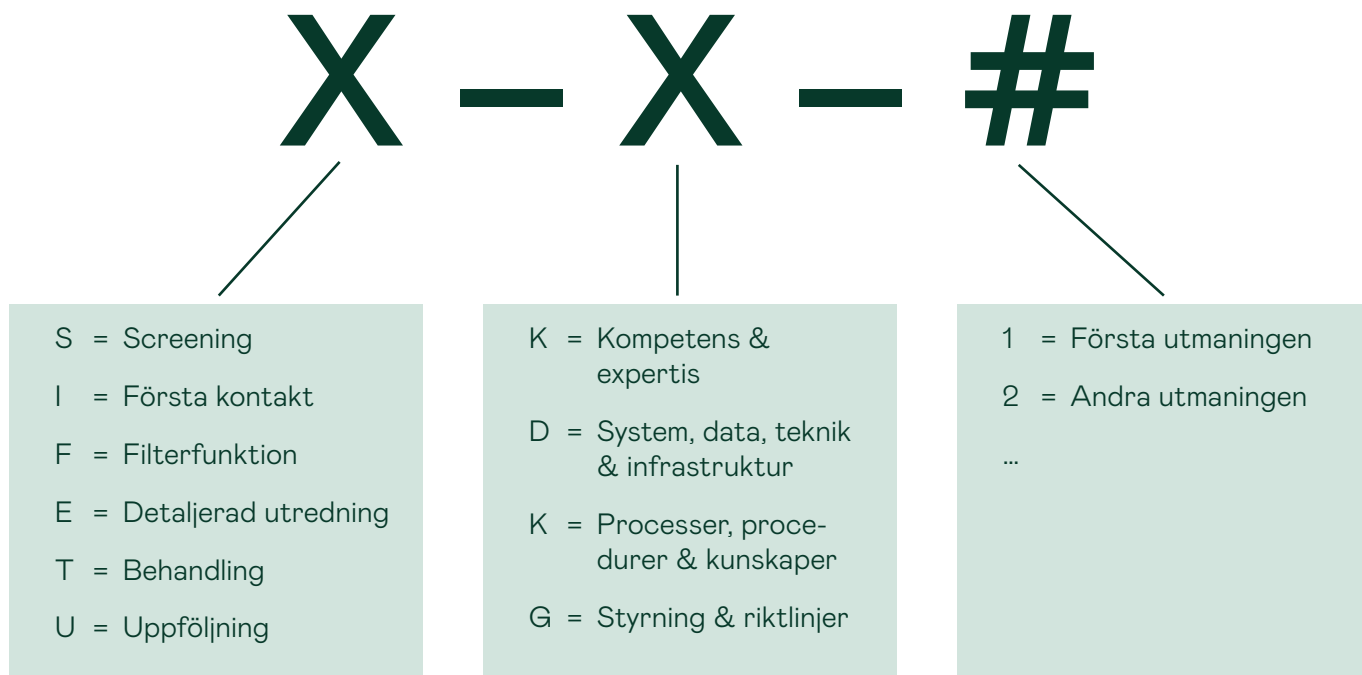 X – X – #
S = Screening
I = Första kontakt
F = Filterfunktion
E = Detaljerad utredning
T = Behandling
U = Uppföljning
K = Kompetens &
expertis
D = System, data, teknik
& infrastruktur
K = Processer, proce-
durer & kunskaper
G = Styrning & riktlinjer
1 = Första utmaningen
2 = Andra utmaningen
...